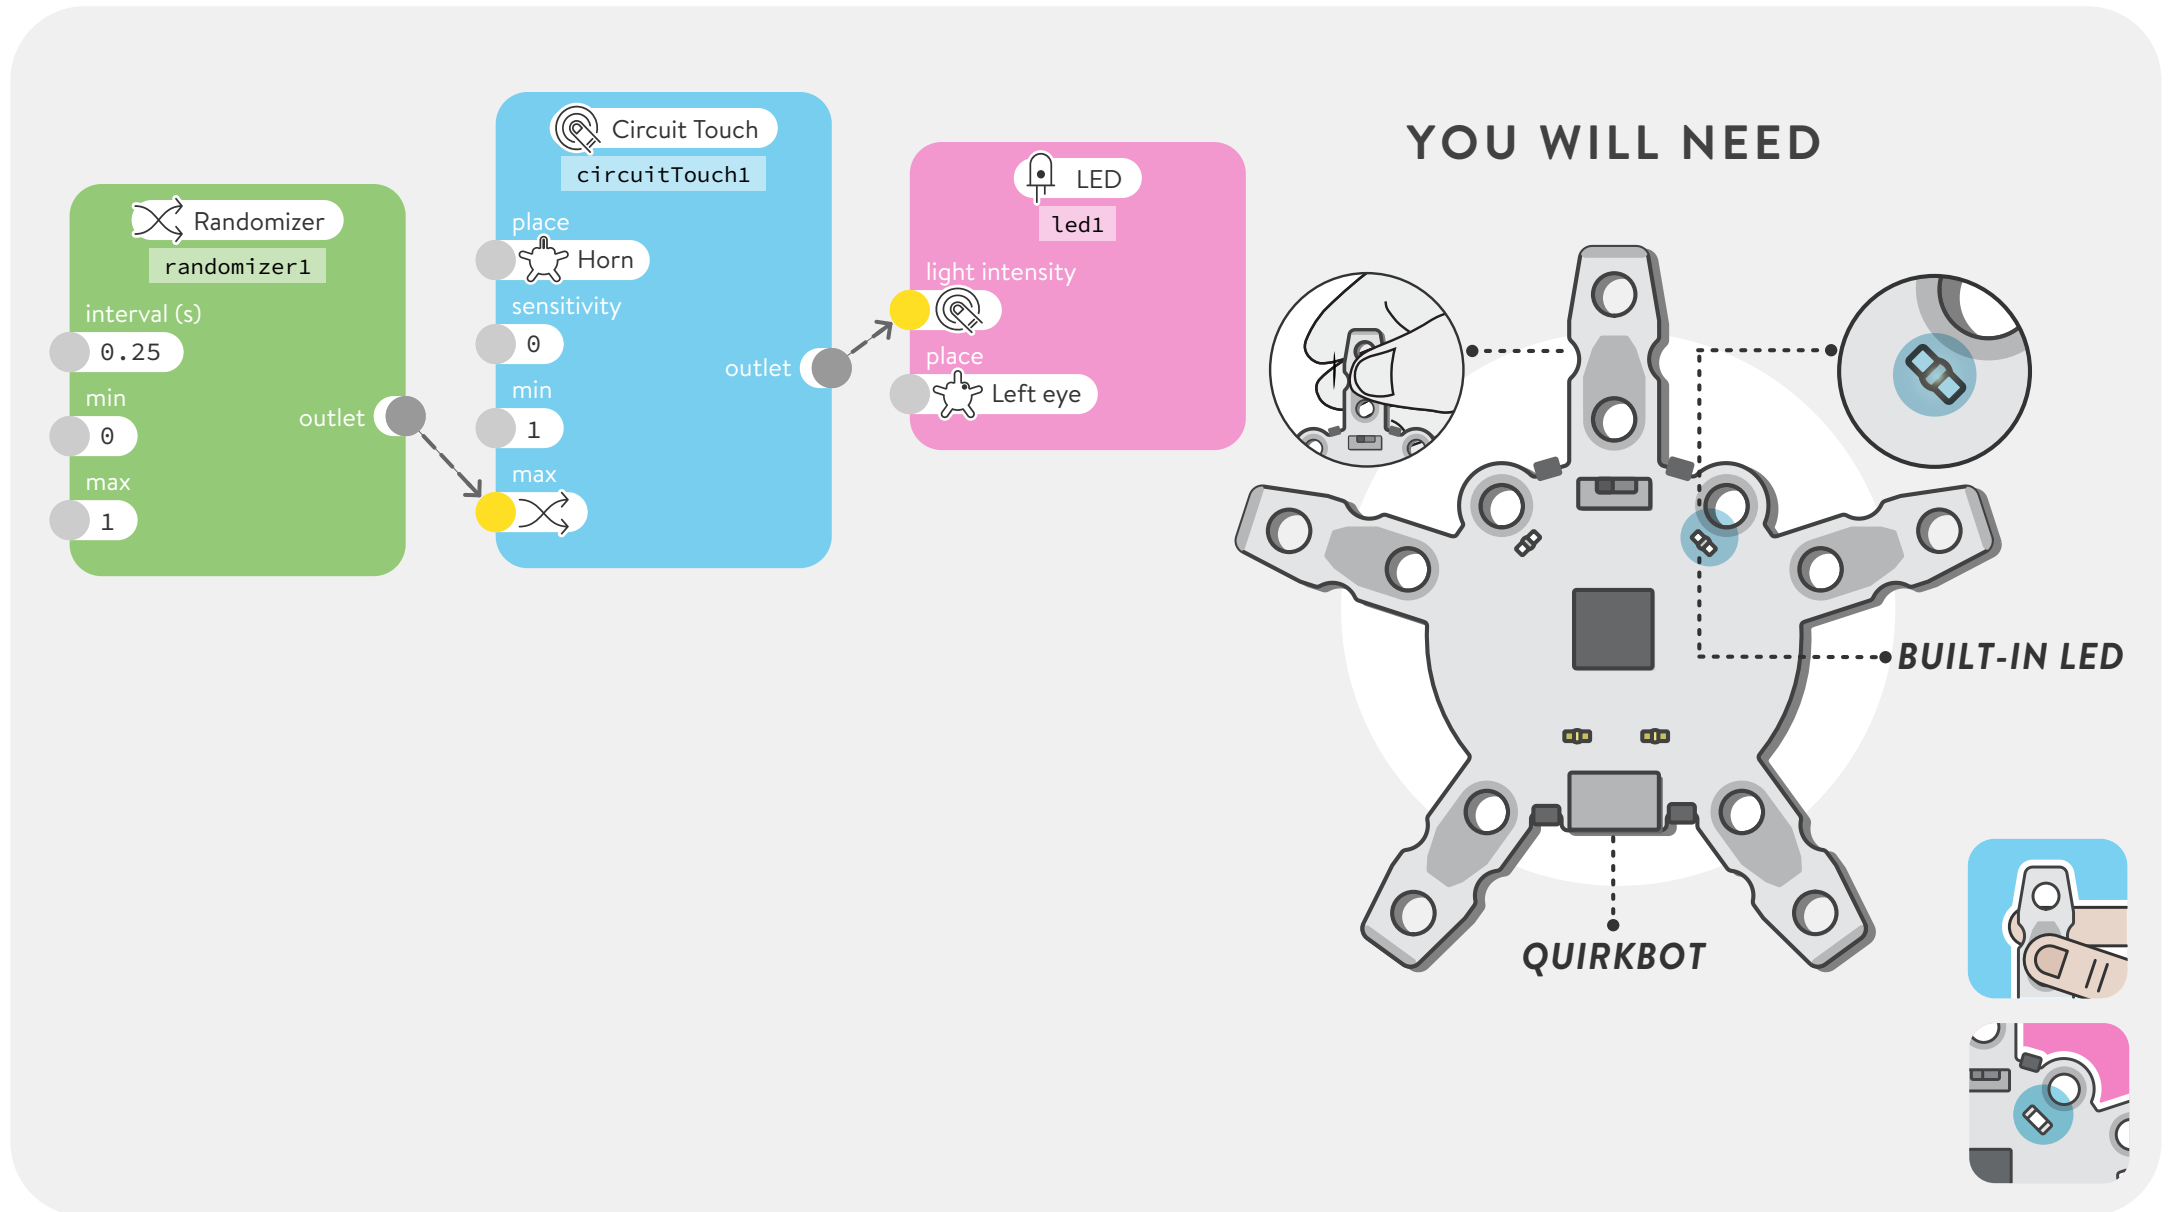 Randomizer
randomizer1
interval (s)
0.25
min
0
max
1
outlet
Circuit Touch
circuitTouch1
place
Horn
sensitivity
0
min
1
max
outlet
LED
led1
light intensity
place
Left eye
YOU WILL NEED
BUILT-IN LED
QUIRKBOT